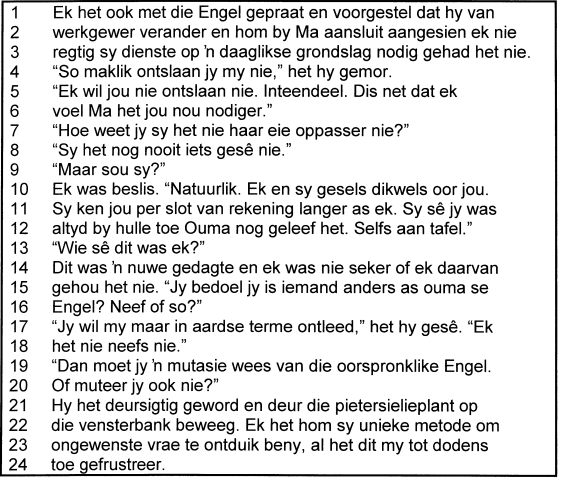 1 Ek het ook met die Engel gepraat en voorgestel dat hy van
2 werkgewer verander en hom by Ma aansluit aangesien ek nie
3 regtig sy dienste op 'n daaglikse grondslag nodig gehad het nie.
4 “So maklik ontslaan jy my nie,” het hy gemor.
5 “Ek wil jou nie ontslaan nie. Inteendeel. Dis net dat ek
6 voel Ma het jou nou nodiger.”
7 “Hoe weet jy sy het nie haar eie oppasser nie?”
8 “Sy het nog nooit iets gesê nie.”
9 “Maar sou sy?”
10 Ek was beslis. “Natuurlik. Ek en sy gesels dikwels oor jou.
11 Sy ken jou per slot van rekening langer as ek. Sy sê jy was
12 altyd by hulle toe Ouma nog geleef het. Selfs aan tafel.”
13 “Wie sê dit was ek?”
14 Dit was 'n nuwe gedagte en ek was nie seker of ek daarvan
15 gehou het nie. “Jy bedoel jy is iemand anders as ouma se
16 Engel? Neef of so?”
17 “Jy wil my maar in aardse terme ontleed,” het hy gesê. “Ek
18 het nie neefs nie.”
19 “Dan moet jy 'n mutasie wees van die oorspronklike Engel.
20 Of muteer jy ook nie?”
21 Hy het deursigtig geword en deur die pietersielieplant op
22 die vensterbank beweeg. Ek het hom sy unieke metode om
23 ongewenste vrae te ontduik beny, al het dit my tot dodens
24 toe gefrustreer.